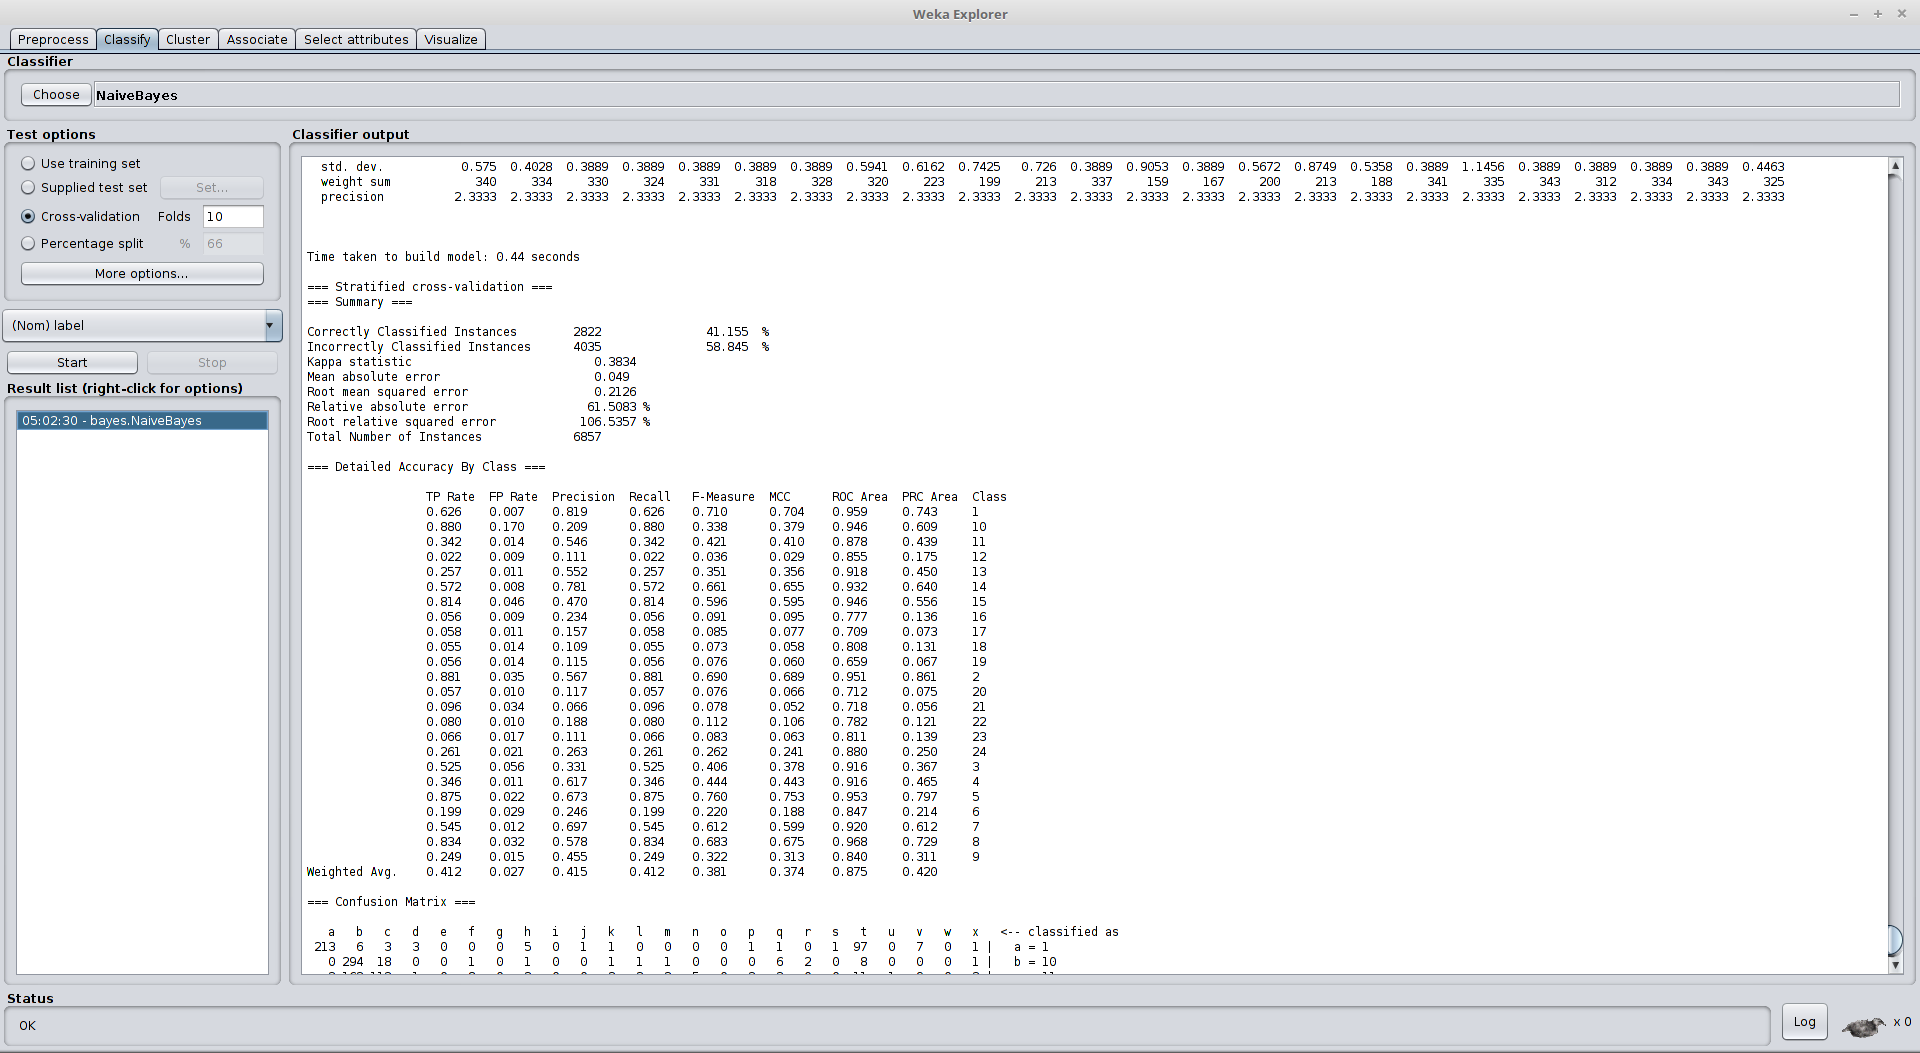 Weka Explorer
Preprocess Classify Cluster Associate Select attributes Visualize
Classifier
Choose NaiveBayes
Test options
Use training set
Supplied test set Set...
Cross-validation Folds 10
Percentage split % 66
More options...
(Nom) label
Start Stop
Result list (right-click for options)
05:02:30 - bayes.NaiveBayes
Classifier output
std. dev. 0.575 0.4028 0.3889 0.3889 0.3889 0.3889 0.3889 0.5941 0.6162 0.7425 0.726 0.3889 0.9053 0.3889 0.5672 0.8749 0.5358 0.3889 1.1456 0.3889 0.3889 0.3889 0.3889 0.4463
weight sum 340 334 330 324 331 318 328 320 223 199 213 337 159 167 200 213 188 341 335 343 312 334 343 325
precision 2.3333 2.3333 2.3333 2.3333 2.3333 2.3333 2.3333 2.3333 2.3333 2.3333 2.3333 2.3333 2.3333 2.3333 2.3333 2.3333 2.3333 2.3333 2.3333 2.3333 2.3333 2.3333 2.3333 2.3333
Time taken to build model: 0.44 seconds
=== Stratified cross-validation ===
=== Summary ===
Correctly Classified Instances 2822 41.155 %
Incorrectly Classified Instances 4035 58.845 %
Kappa statistic 0.3834
Mean absolute error 0.049
Root mean squared error 0.2126
Relative absolute error 61.5083 %
Root relative squared error 106.5357 %
Total Number of Instances 6857
=== Detailed Accuracy By Class ===
TP Rate FP Rate Precision Recall F-Measure MCC ROC Area PRC Area Class
0.626 0.007 0.819 0.626 0.710 0.704 0.959 0.743 1
0.880 0.170 0.209 0.880 0.338 0.379 0.946 0.609 10
0.342 0.014 0.546 0.342 0.421 0.410 0.878 0.439 11
0.022 0.009 0.111 0.022 0.036 0.029 0.855 0.175 12
0.257 0.011 0.552 0.257 0.351 0.356 0.918 0.450 13
0.572 0.008 0.781 0.572 0.661 0.655 0.932 0.640 14
0.814 0.046 0.470 0.814 0.596 0.595 0.946 0.556 15
0.056 0.009 0.234 0.056 0.091 0.095 0.777 0.136 16
0.058 0.011 0.157 0.058 0.085 0.077 0.709 0.073 17
0.055 0.014 0.109 0.055 0.073 0.058 0.808 0.131 18
0.056 0.014 0.115 0.056 0.076 0.060 0.659 0.067 19
0.881 0.035 0.567 0.881 0.690 0.689 0.951 0.861 2
0.057 0.010 0.117 0.057 0.076 0.066 0.712 0.075 20
0.096 0.034 0.066 0.096 0.078 0.052 0.718 0.056 21
0.080 0.010 0.188 0.080 0.112 0.106 0.782 0.121 22
0.066 0.017 0.111 0.066 0.083 0.063 0.811 0.139 23
0.261 0.021 0.263 0.261 0.262 0.241 0.880 0.250 24
0.525 0.056 0.331 0.525 0.406 0.378 0.916 0.367 3
0.346 0.011 0.617 0.346 0.444 0.443 0.916 0.465 4
0.875 0.022 0.673 0.875 0.760 0.753 0.953 0.797 5
0.199 0.029 0.246 0.199 0.220 0.188 0.847 0.214 6
0.545 0.012 0.697 0.545 0.612 0.599 0.920 0.612 7
0.834 0.032 0.578 0.834 0.683 0.675 0.968 0.729 8
0.249 0.015 0.455 0.249 0.322 0.313 0.840 0.311 9
Weighted Avg. 0.412 0.027 0.415 0.412 0.381 0.374 0.875 0.420
=== Confusion Matrix ===
a b c d e f g h i j k l m n o p q r s t u v w x <-- classified as
213 6 3 3 0 0 0 5 0 1 1 0 0 0 0 1 1 0 1 97 0 7 0 1 | a = 1
0 294 18 0 0 1 0 1 0 0 1 1 1 0 0 0 6 2 0 8 0 0 0 1 | b = 10
Status
OK
Log x 0